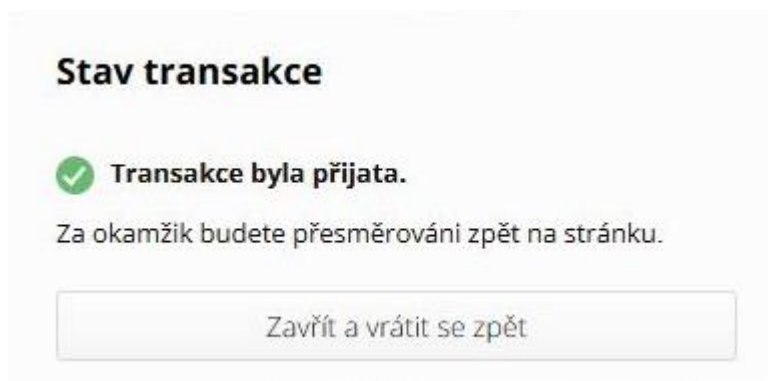 Stav transakce
Transakce byla přijata.
Za okamžik budete přesměrováni zpět na stránku.
Zavřít a vrátit se zpět